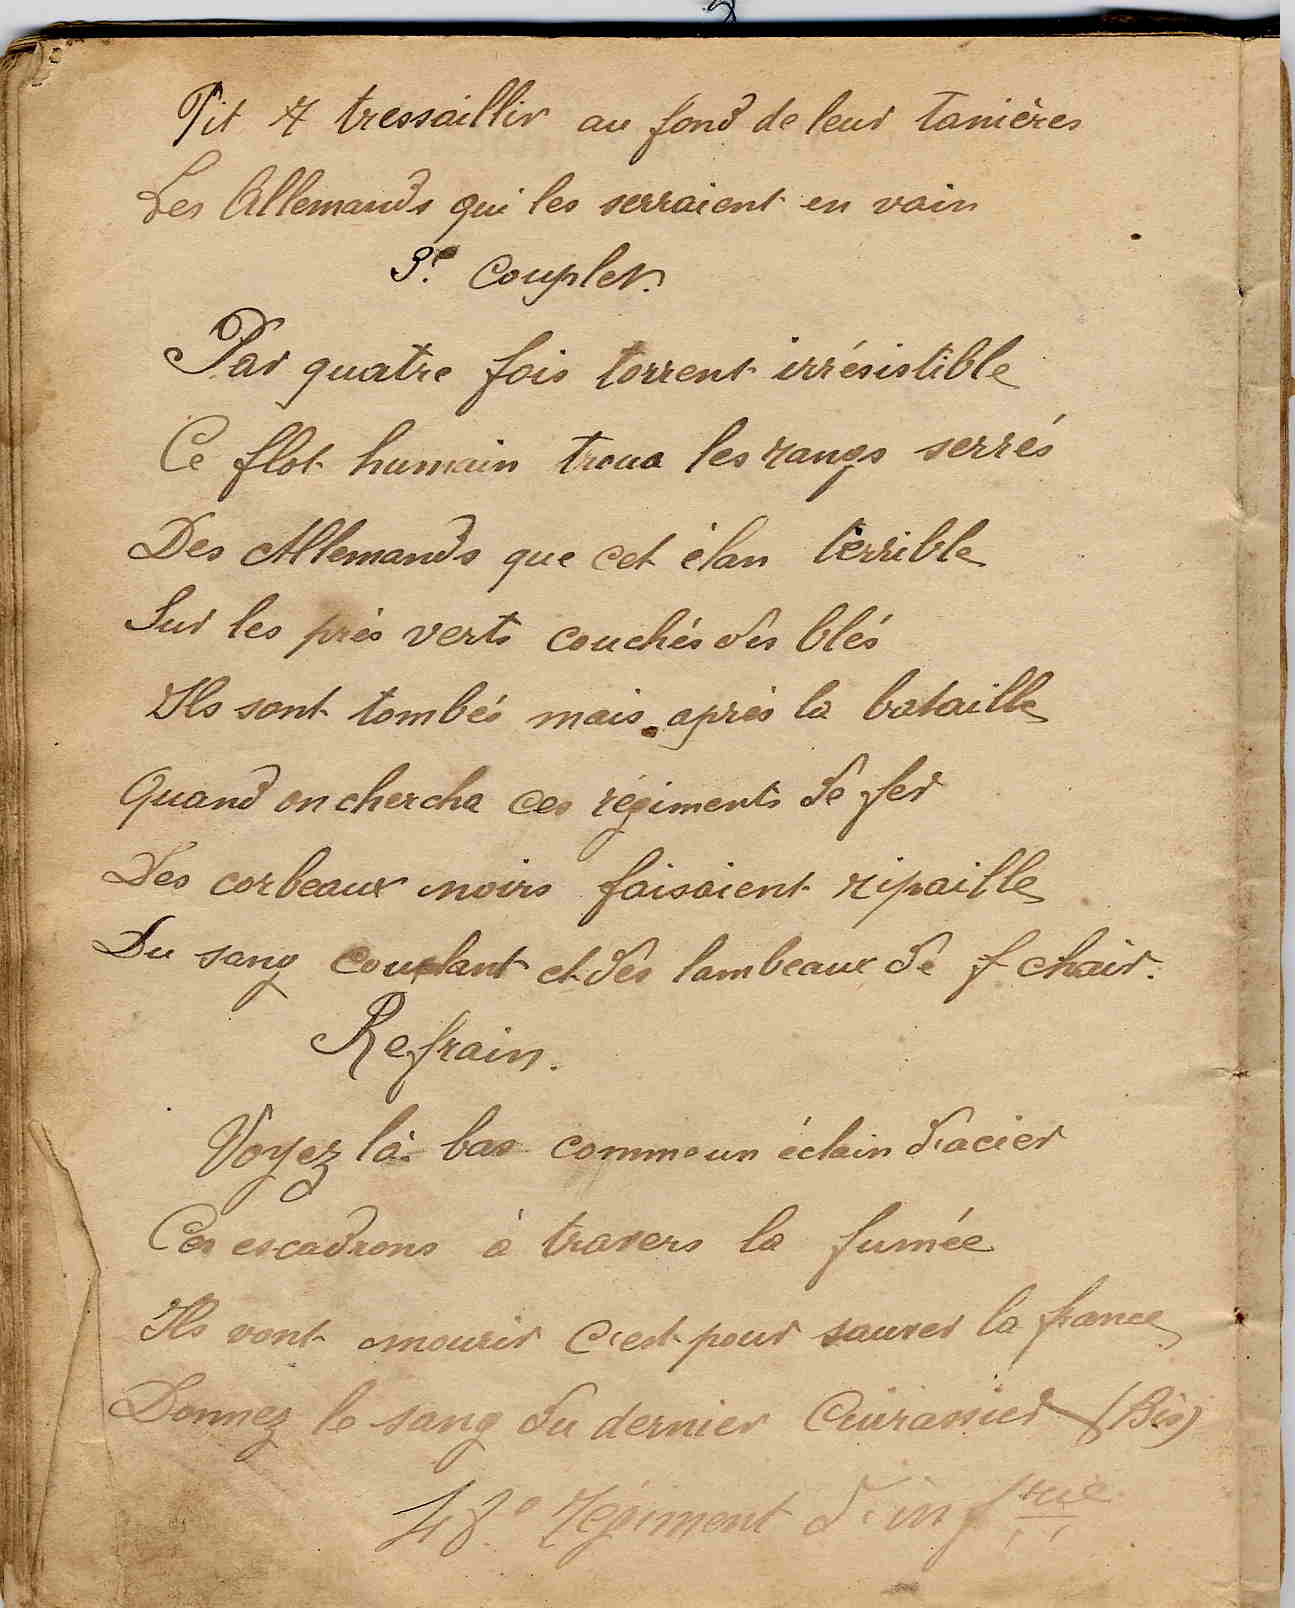 Fit tressaillir au fond de leur tanières
Les Allemands qui les serraient en vain
3e couplet.
Par quatre fois torrent irrésistible
Ce flot humain troua les rangs serrés
Des Allemands que cet élan terrible
Sur les prés verts couchés des blés
Ils sont tombés mais après la bataille
Quand on chercha ces régiments de fer
Des corbeaux noirs faisaient ripaille
Du sang coulant et des lambeaux de f chair.
Refrain.
Voyez là-bas comme un éclain d'acier
Ces escadrons à travers la fumée
Ils vont mourir c'est pour sauver la france
Donnez le sang du dernier Cuirassier (Bis)
48e régiment d'infrie